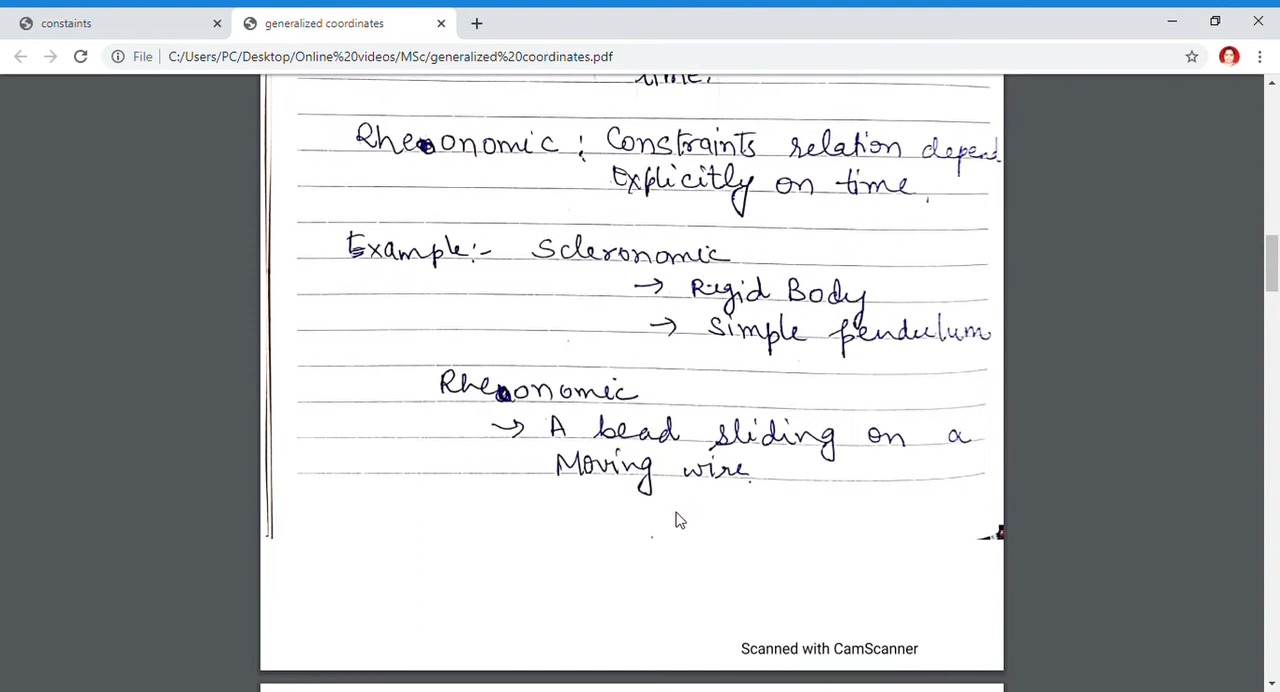 constaints
generalized coordinates
File
C:/Users/PC/Desktop/Online%20videos/MSc/generalized%20coordinates.pdf
time.
Rheonomic : Constraints relation depend
Explicitly on time.
Example:- Scleronomic
→ Rigid Body
→ Simple pendulum
Rheonomic
→ A bead sliding on a
Moving wire.
Scanned with CamScanner